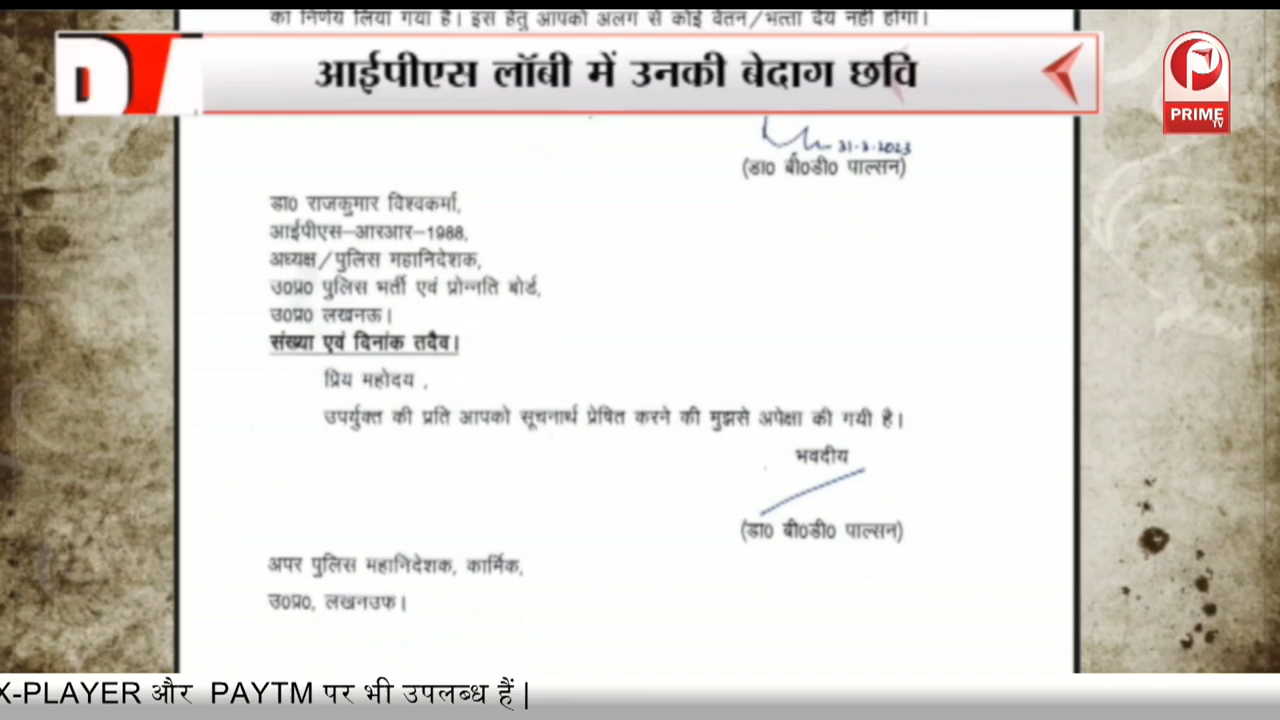 का निर्णय लिया गया है। इस हेतु आपको अलग से कोई वेतन/भत्ता देय नहीं होगा।
आईपीएस लॉबी में उनकी बेदाग छवि
PRIME
TV
31-3-2023
(डा0 बी0डी0 पाल्सन)
डा0 राजकुमार विश्वकर्मा,
आईपीएस-आरआर-1988,
अध्यक्ष/पुलिस महानिदेशक,
उ0प्र0 पुलिस भर्ती एवं प्रोन्नति बोर्ड,
उ0प्र0 लखनऊ।
संख्या एवं दिनांक तदैव।
प्रिय महोदय ,
उपर्युक्त की प्रति आपको सूचनार्थ प्रेषित करने की मुझसे अपेक्षा की गयी है।
भवदीय
(डा0 बी0डी0 पाल्सन)
अपर पुलिस महानिदेशक, कार्मिक,
उ0प्र0, लखनउफ।
X-PLAYER और PAYTM पर भी उपलब्ध हैं |